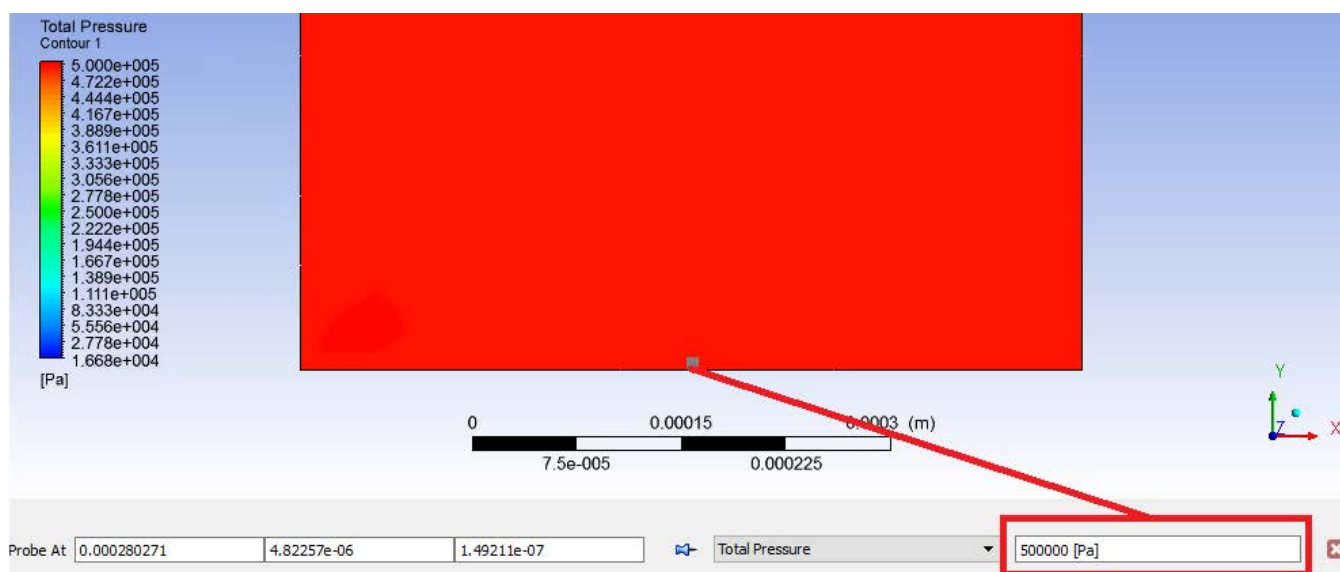 Total Pressure
Contour 1
5.000e+005
4.722e+005
4.444e+005
4.167e+005
3.889e+005
3.611e+005
3.333e+005
3.056e+005
2.778e+005
2.500e+005
2.222e+005
1.944e+005
1.667e+005
1.389e+005
1.111e+005
8.333e+004
5.556e+004
2.778e+004
1.668e+004
[Pa]
0 0.00015 0.0003 (m)
7.5e-005 0.000225
Y
Z X
Probe At 0.000280271 4.82257e-06 1.49211e-07 Total Pressure 500000 [Pa]